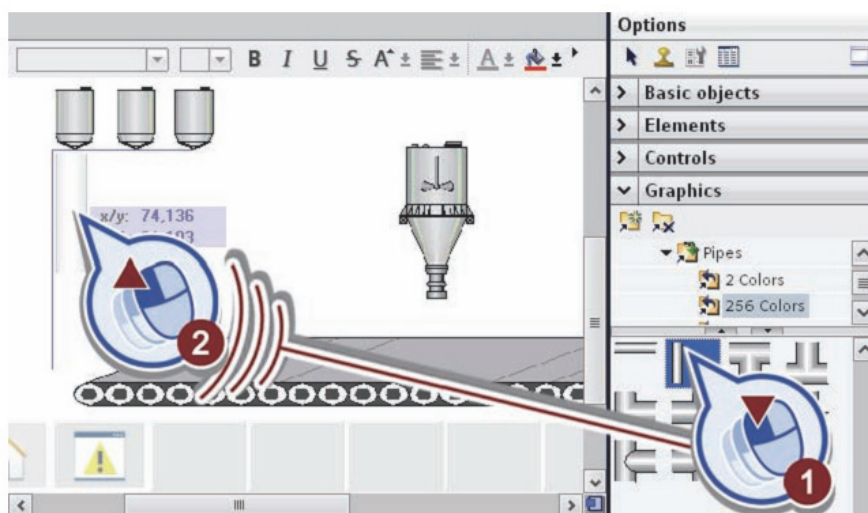 Options
B I U S A A
Basic objects
Elements
Controls
Graphics
x/y: 74,136
Pipes
2 Colors
256 Colors
2
1